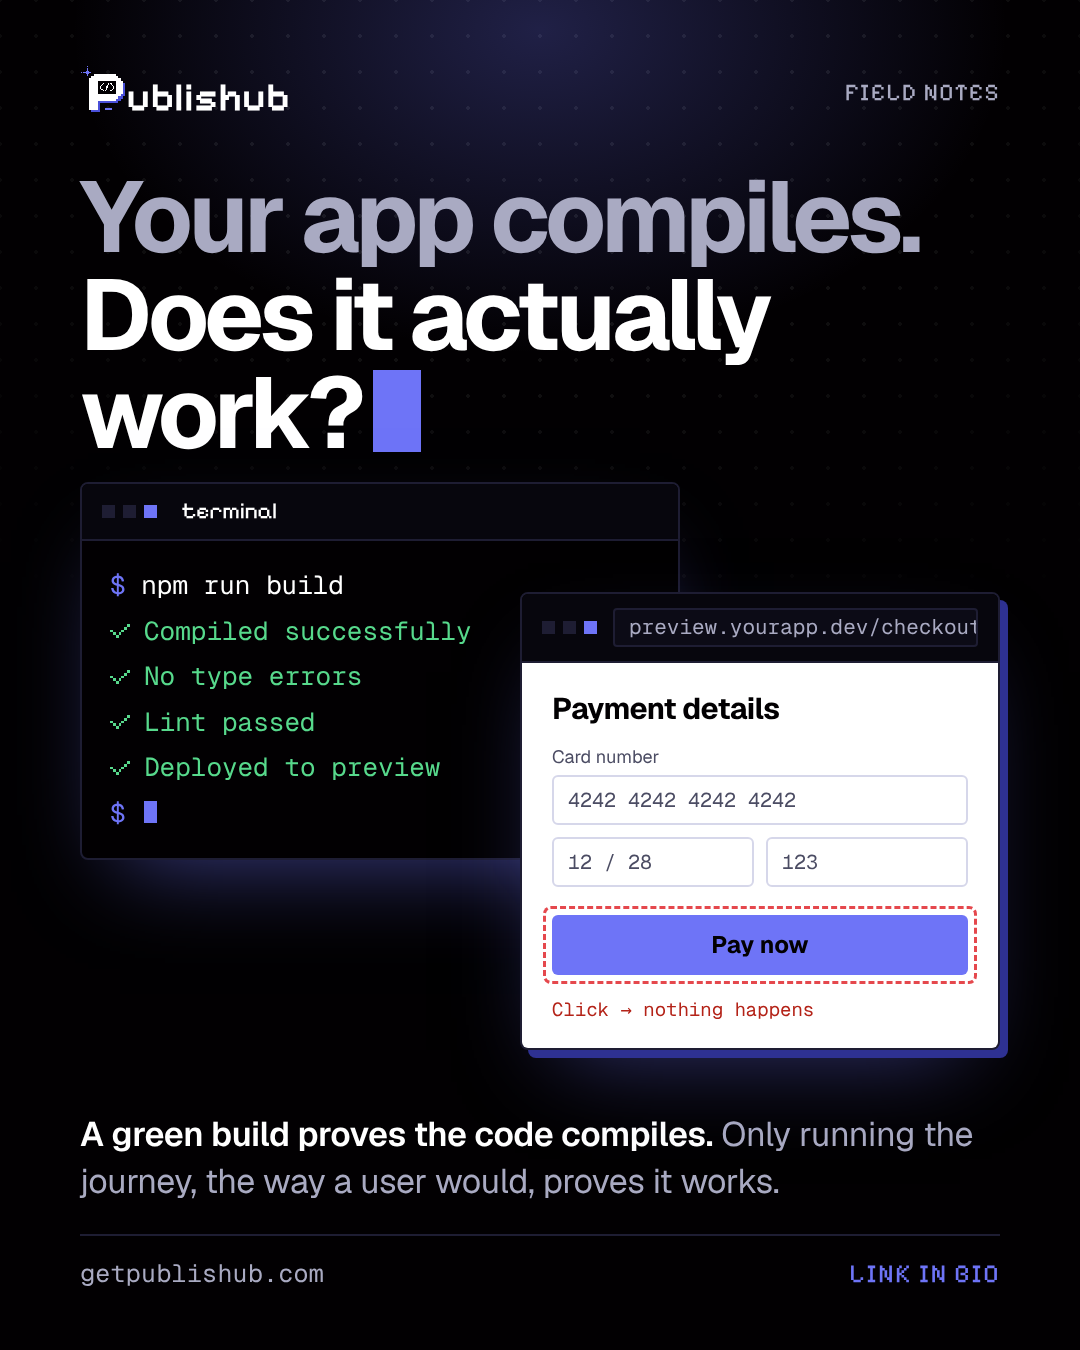 Publishub
FIELD NOTES
Your app compiles.
Does it actually
work?
terminal
$ npm run build
✓ Compiled successfully
✓ No type errors
✓ Lint passed
✓ Deployed to preview
$
preview.yourapp.dev/checkout
Payment details
Card number
4242 4242 4242 4242
12 / 28
123
Pay now
Click → nothing happens
A green build proves the code compiles. Only running the
journey, the way a user would, proves it works.
getpublishub.com
LINK IN BIO